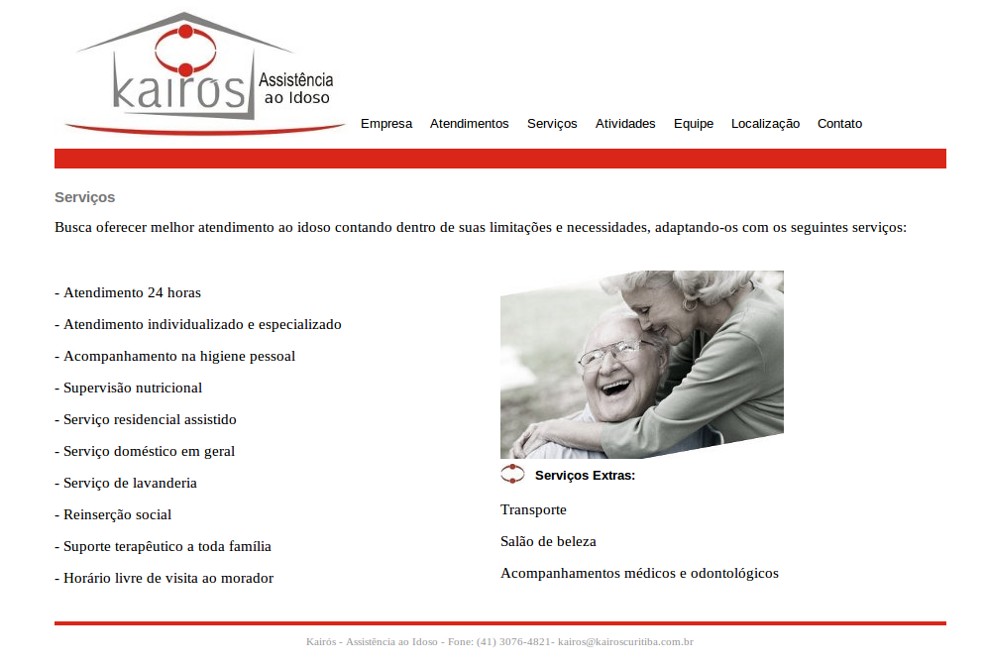 kairós
Assistência
ao Idoso
Empresa Atendimentos Serviços Atividades Equipe Localização Contato
Serviços
Busca oferecer melhor atendimento ao idoso contando dentro de suas limitações e necessidades, adaptando-os com os seguintes serviços:
- Atendimento 24 horas
- Atendimento individualizado e especializado
- Acompanhamento na higiene pessoal
- Supervisão nutricional
- Serviço residencial assistido
- Serviço doméstico em geral
- Serviço de lavanderia
- Reinserção social
- Suporte terapêutico a toda família
- Horário livre de visita ao morador
Serviços Extras:
Transporte
Salão de beleza
Acompanhamentos médicos e odontológicos
Kairós - Assistência ao Idoso - Fone: (41) 3076-4821- kairos@kairoscuritiba.com.br